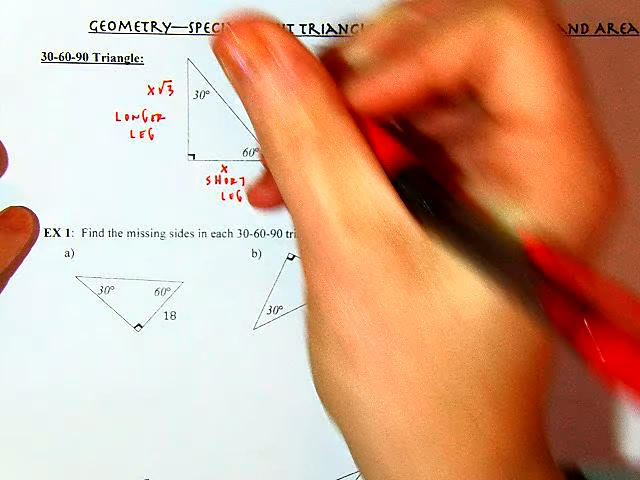 GEOMETRY—SPECI T TRIANG AND AREA
30-60-90 Triangle:
x√3
30°
LONGER
LEG
60°
x
SHORT
LEG
EX 1: Find the missing sides in each 30-60-90 tri
a)
b)
30°
60°
18
30°